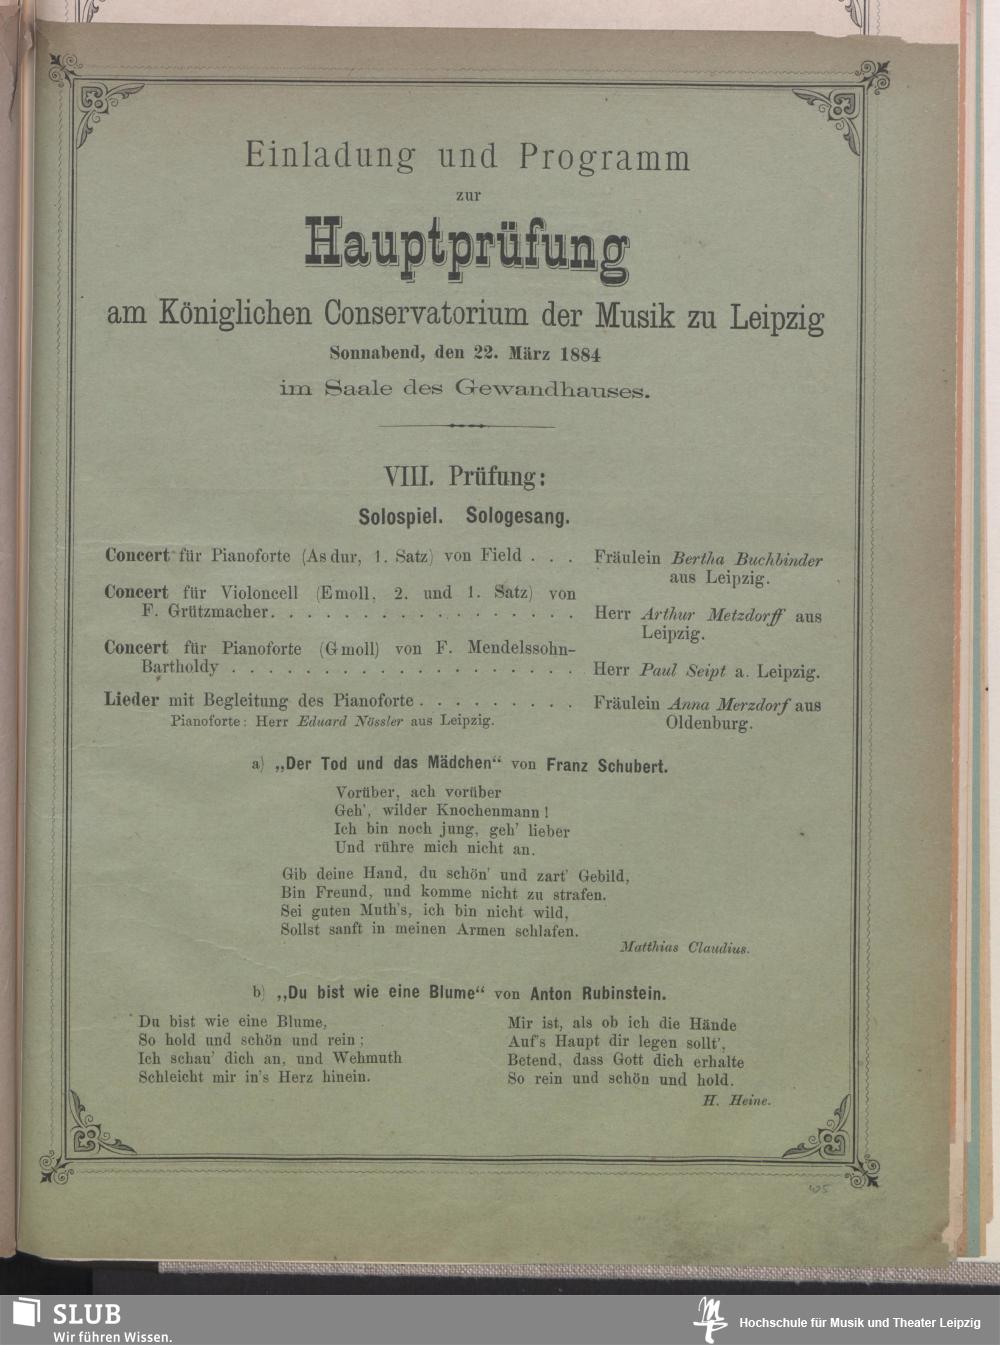 Einladung und Programm
zur
Hauptprüfung
am Königlichen Conservatorium der Musik zu Leipzig
Sonnabend, den 22. März 1884
im Saale des Gewandhauses.
VIII. Prüfung:
Solospiel. Sologesang.
Concert für Pianoforte (As dur, 1. Satz) von Field . . . Fräulein Bertha Buchbinder
aus Leipzig.
Concert für Violoncell (E moll, 2. und 1. Satz) von
F. Grützmacher. . . . . . . . . . . . . . . . . Herr Arthur Metzdorff aus
Leipzig.
Concert für Pianoforte (G moll) von F. Mendelssohn-
Bartholdy . . . . . . . . . . . . . . . . . . . Herr Paul Seipt a. Leipzig.
Lieder mit Begleitung des Pianoforte . . . . . . . . . Fräulein Anna Merzdorf aus
Pianoforte: Herr Eduard Nössler aus Leipzig. Oldenburg.
a) „Der Tod und das Mädchen“ von Franz Schubert.
Vorüber, ach vorüber
Geh', wilder Knochenmann!
Ich bin noch jung, geh' lieber
Und rühre mich nicht an.
Gib deine Hand, du schön' und zart' Gebild,
Bin Freund, und komme nicht zu strafen.
Sei guten Muth's, ich bin nicht wild,
Sollst sanft in meinen Armen schlafen.
Matthias Claudius.
b) „Du bist wie eine Blume“ von Anton Rubinstein.
Du bist wie eine Blume,
So hold und schön und rein;
Ich schau' dich an, und Wehmuth
Schleicht mir in's Herz hinein.
Mir ist, als ob ich die Hände
Auf's Haupt dir legen sollt',
Betend, dass Gott dich erhalte
So rein und schön und hold.
H. Heine.
SLUB
Wir führen Wissen.
Hochschule für Musik und Theater Leipzig